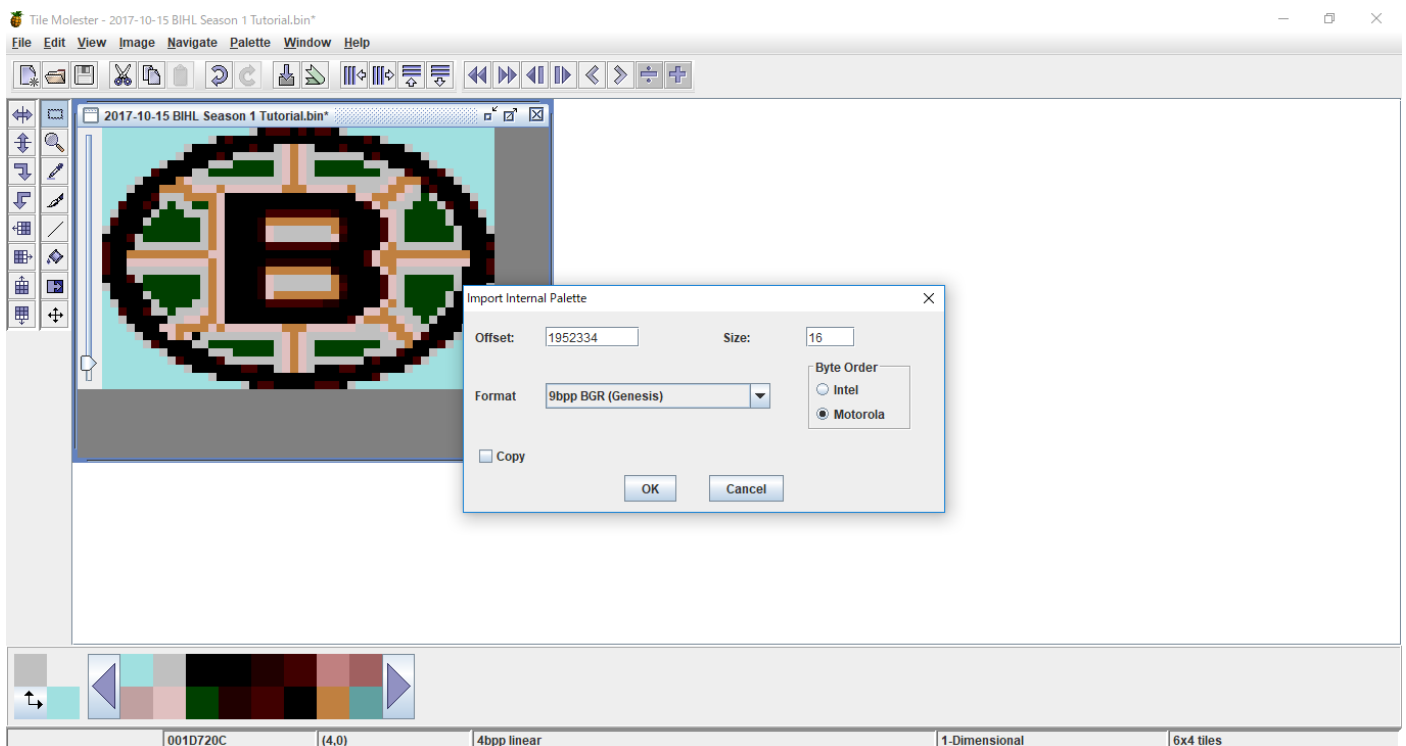 Tile Molester - 2017-10-15 BIHL Season 1 Tutorial.bin*
File Edit View Image Navigate Palette Window Help
2017-10-15 BIHL Season 1 Tutorial.bin*
B
Import Internal Palette
Offset: 1952334 Size: 16
Byte Order
Intel
Format 9bpp BGR (Genesis)
Motorola
Copy
OK Cancel
001D720C (4,0) 4bpp linear 1-Dimensional 6x4 tiles